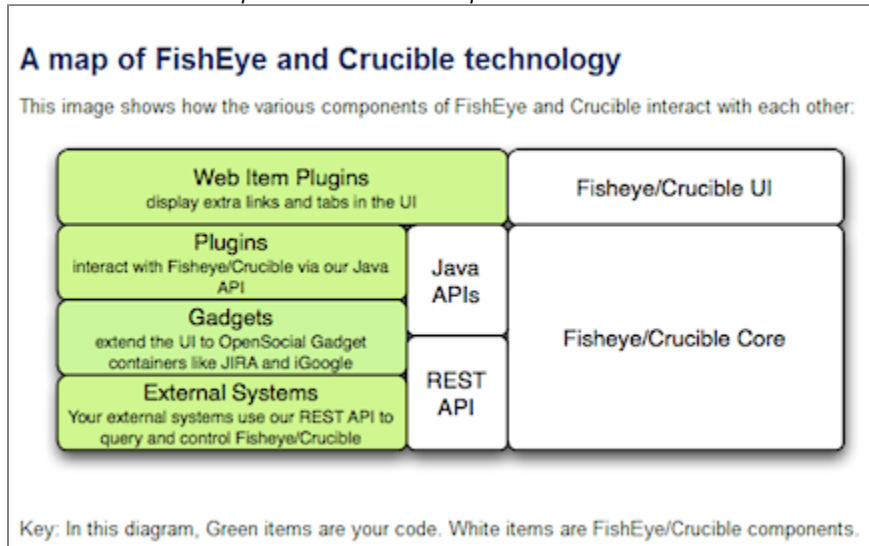 A map of FishEye and Crucible technology
This image shows how the various components of FishEye and Crucible interact with each other:
Web Item Plugins
display extra links and tabs in the UI
Fisheye/Crucible UI
Plugins
interact with Fisheye/Crucible via our Java
API
Java
APIs
Gadgets
extend the UI to OpenSocial Gadget
containers like JIRA and iGoogle
Fisheye/Crucible Core
External Systems
Your external systems use our REST API to
query and control Fisheye/Crucible
REST
API
Key: In this diagram, Green items are your code. White items are FishEye/Crucible components.